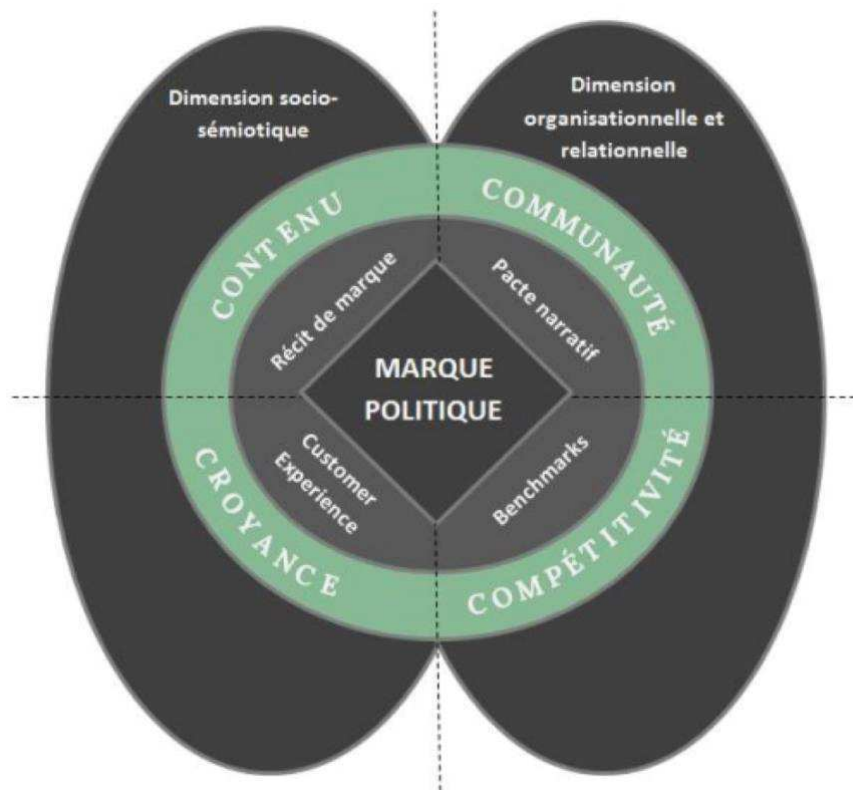 Dimension socio-
sémiotique
Dimension
organisationnelle et
relationnelle
CONTENU
COMMUNAUTÉ
Récit de marque
Pacte narratif
MARQUE
POLITIQUE
Customer
Experience
Benchmarks
CROYANCE
COMPÉTITIVITÉ